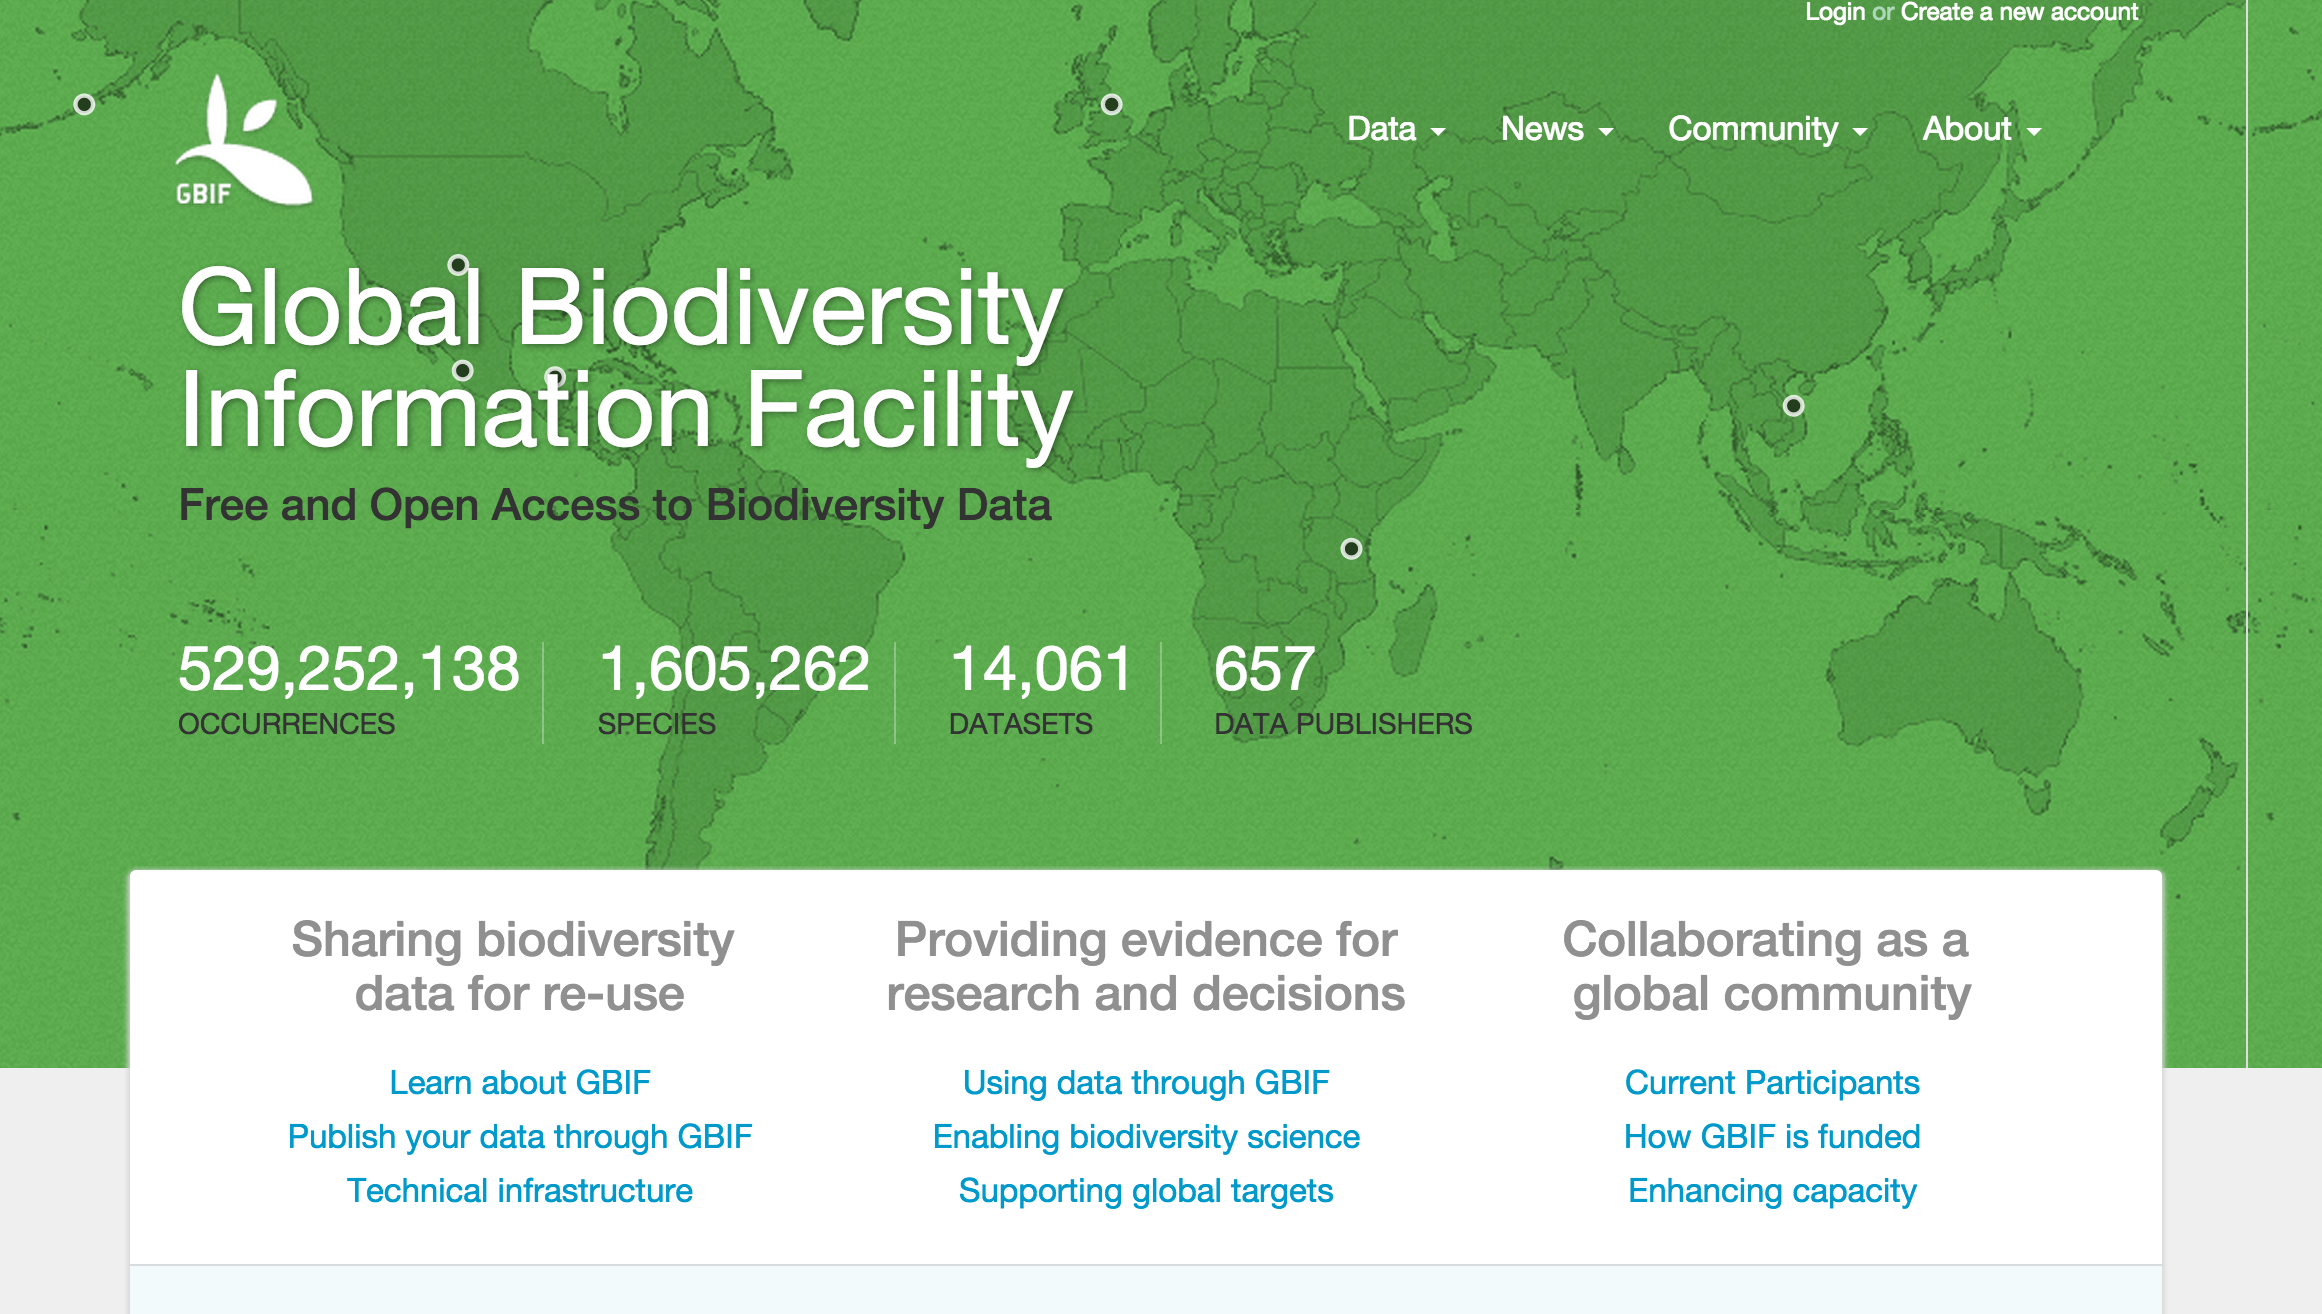 Login or Create a new account
Data News Community About
GBIF
Global Biodiversity
Information Facility
Free and Open Access to Biodiversity Data
529,252,138 1,605,262 14,061 657
OCCURRENCES SPECIES DATASETS DATA PUBLISHERS
Sharing biodiversity
data for re-use
Learn about GBIF
Publish your data through GBIF
Technical infrastructure
Providing evidence for
research and decisions
Using data through GBIF
Enabling biodiversity science
Supporting global targets
Collaborating as a
global community
Current Participants
How GBIF is funded
Enhancing capacity